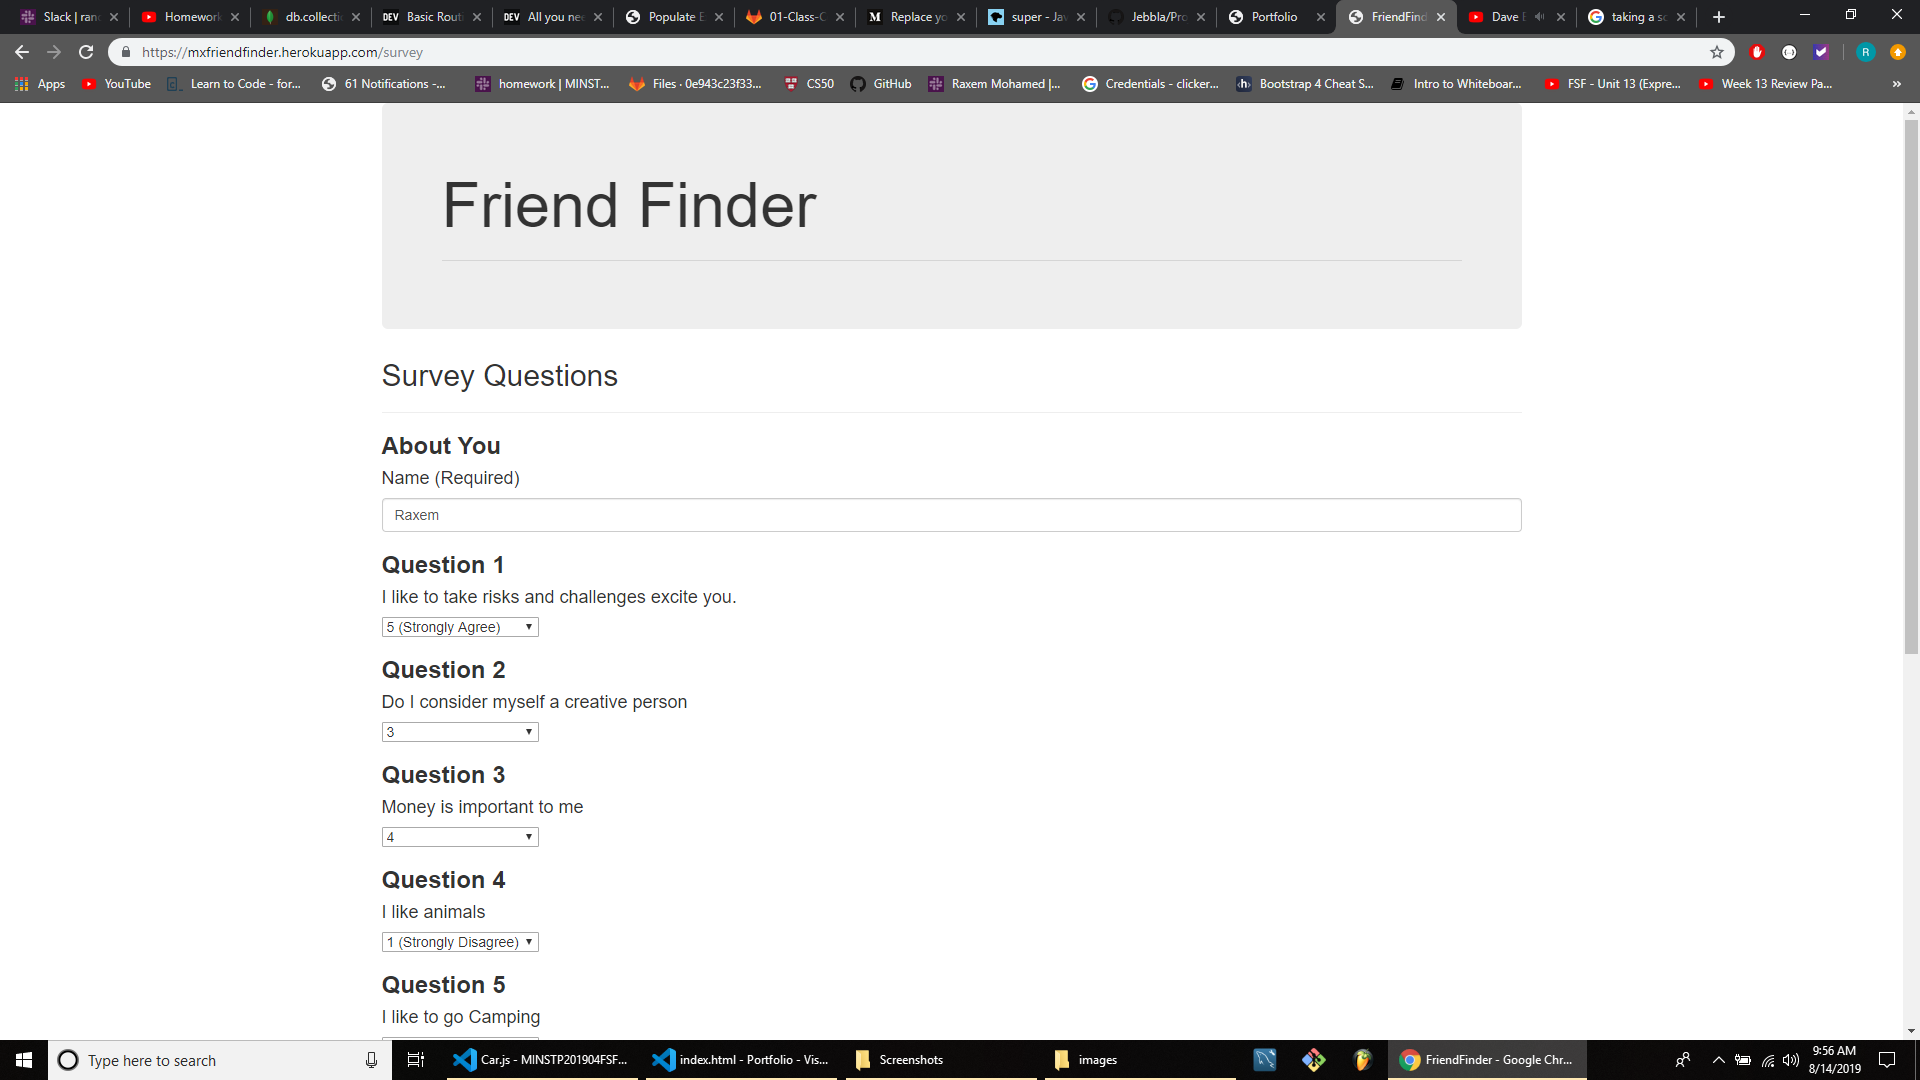 Slack | ran
Homework
db.collecti
Basic Routi
All you nee
Populate E
01-Class-C
Replace yo
super - Jav
Jebbla/Pro
Portfolio
FriendFind
Dave E
taking a sc
https://mxfriendfinder.herokuapp.com/survey
R
Apps
YouTube
Learn to Code - for...
61 Notifications -...
homework | MINST...
Files · 0e943c23f33...
CS50
GitHub
Raxem Mohamed |...
Credentials - clicker...
Bootstrap 4 Cheat S...
Intro to Whiteboar...
FSF - Unit 13 (Expre...
Week 13 Review Pa...
»
Friend Finder
Survey Questions
About You
Name (Required)
Raxem
Question 1
I like to take risks and challenges excite you.
5 (Strongly Agree)
Question 2
Do I consider myself a creative person
3
Question 3
Money is important to me
4
Question 4
I like animals
1 (Strongly Disagree)
Question 5
I like to go Camping
Type here to search
Car.js - MINSTP201904FSF...
index.html - Portfolio - Vis...
Screenshots
images
FriendFinder - Google Chr...
9:56 AM
8/14/2019